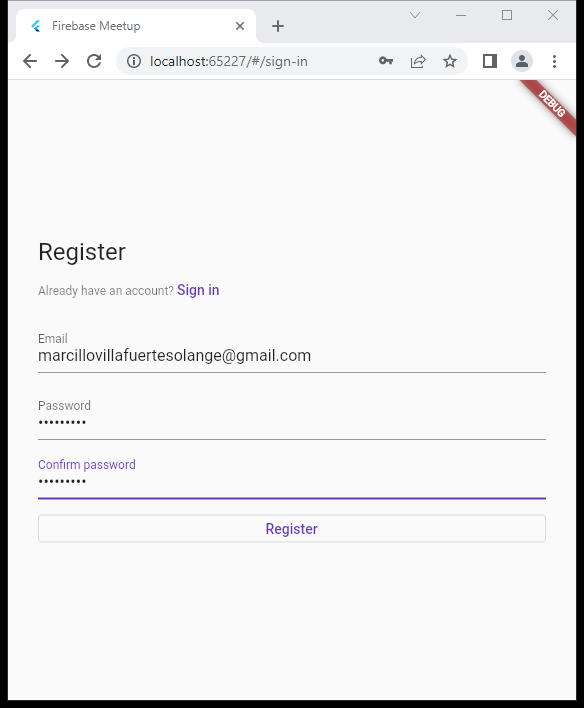 Firebase Meetup
localhost:65227/#/sign-in
DEBUG
Register
Already have an account? Sign in
Email
marcillovillafuertesolange@gmail.com
Password
•••••••••
Confirm password
•••••••••
Register